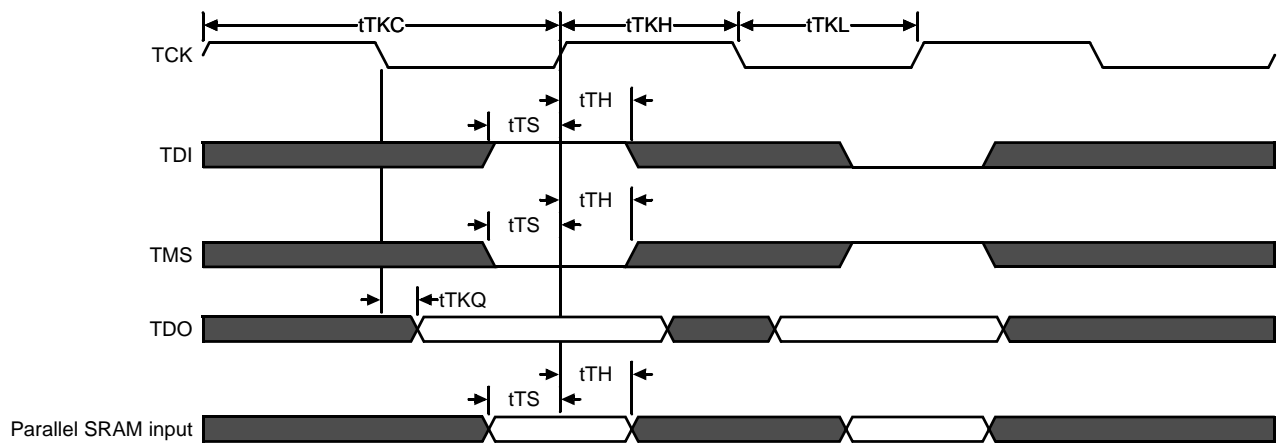 tTKC
tTKH
tTKL
TCK
tTH
tTS
TDI
tTH
tTS
TMS
tTKQ
TDO
tTH
tTS
Parallel SRAM input